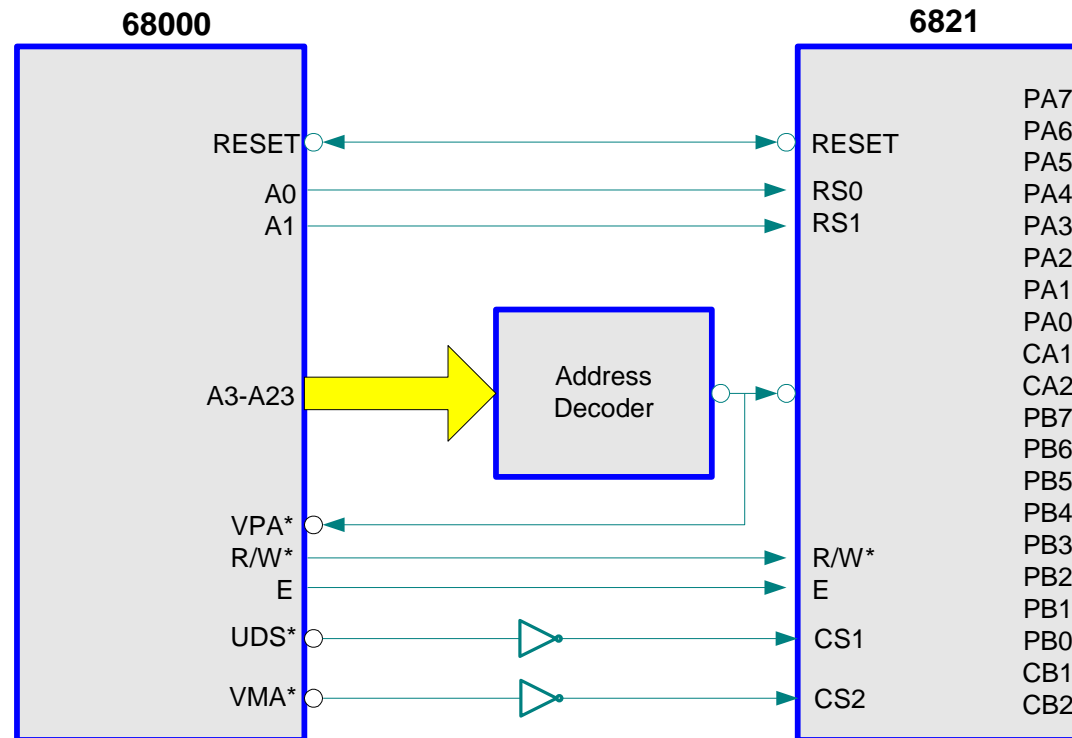 68000
6821
RESET
A0
A1
A3-A23
VPA*
R/W*
E
UDS*
VMA*
Address
Decoder
RESET
RS0
RS1
R/W*
E
CS1
CS2
PA7
PA6
PA5
PA4
PA3
PA2
PA1
PA0
CA1
CA2
PB7
PB6
PB5
PB4
PB3
PB2
PB1
PB0
CB1
CB2